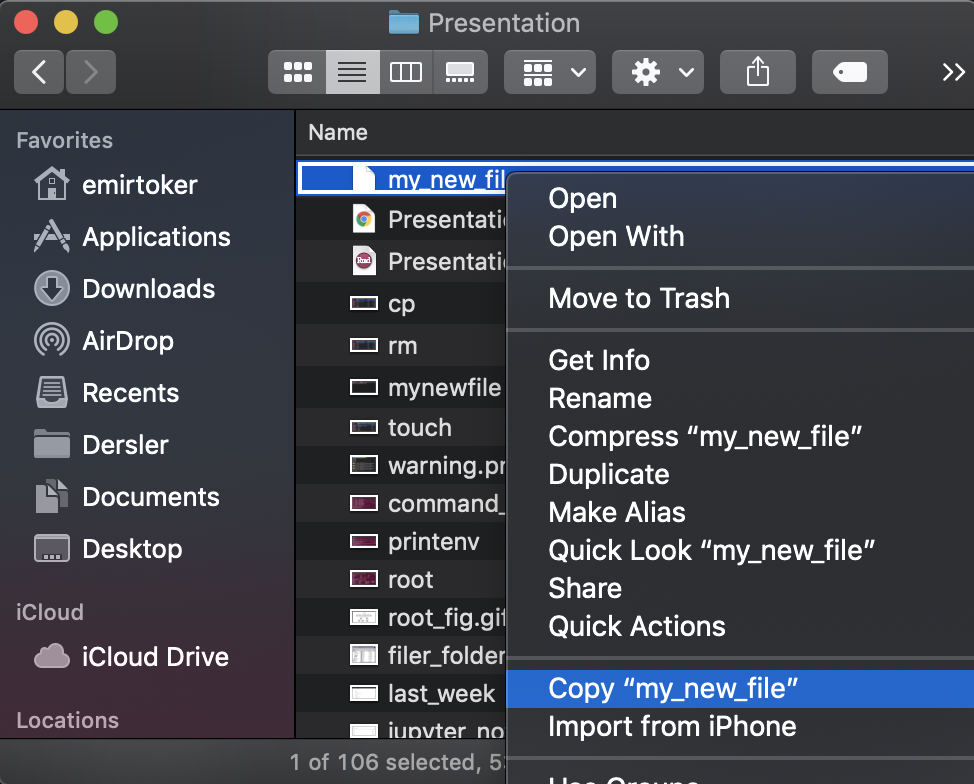 Presentation
Favorites
emirtoker
Applications
Downloads
AirDrop
Recents
Dersler
Documents
Desktop
iCloud
iCloud Drive
Locations
Name
my_new_fil
Presentatio
Presentatio
cp
rm
mynewfile
touch
warning.pr
command_
printenv
root
root_fig.gif
filer_folder
last_week
jupyter_no
1 of 106 selected, 5
Open
Open With
Move to Trash
Get Info
Rename
Compress “my_new_file”
Duplicate
Make Alias
Quick Look “my_new_file”
Share
Quick Actions
Copy “my_new_file”
Import from iPhone
Use Groups